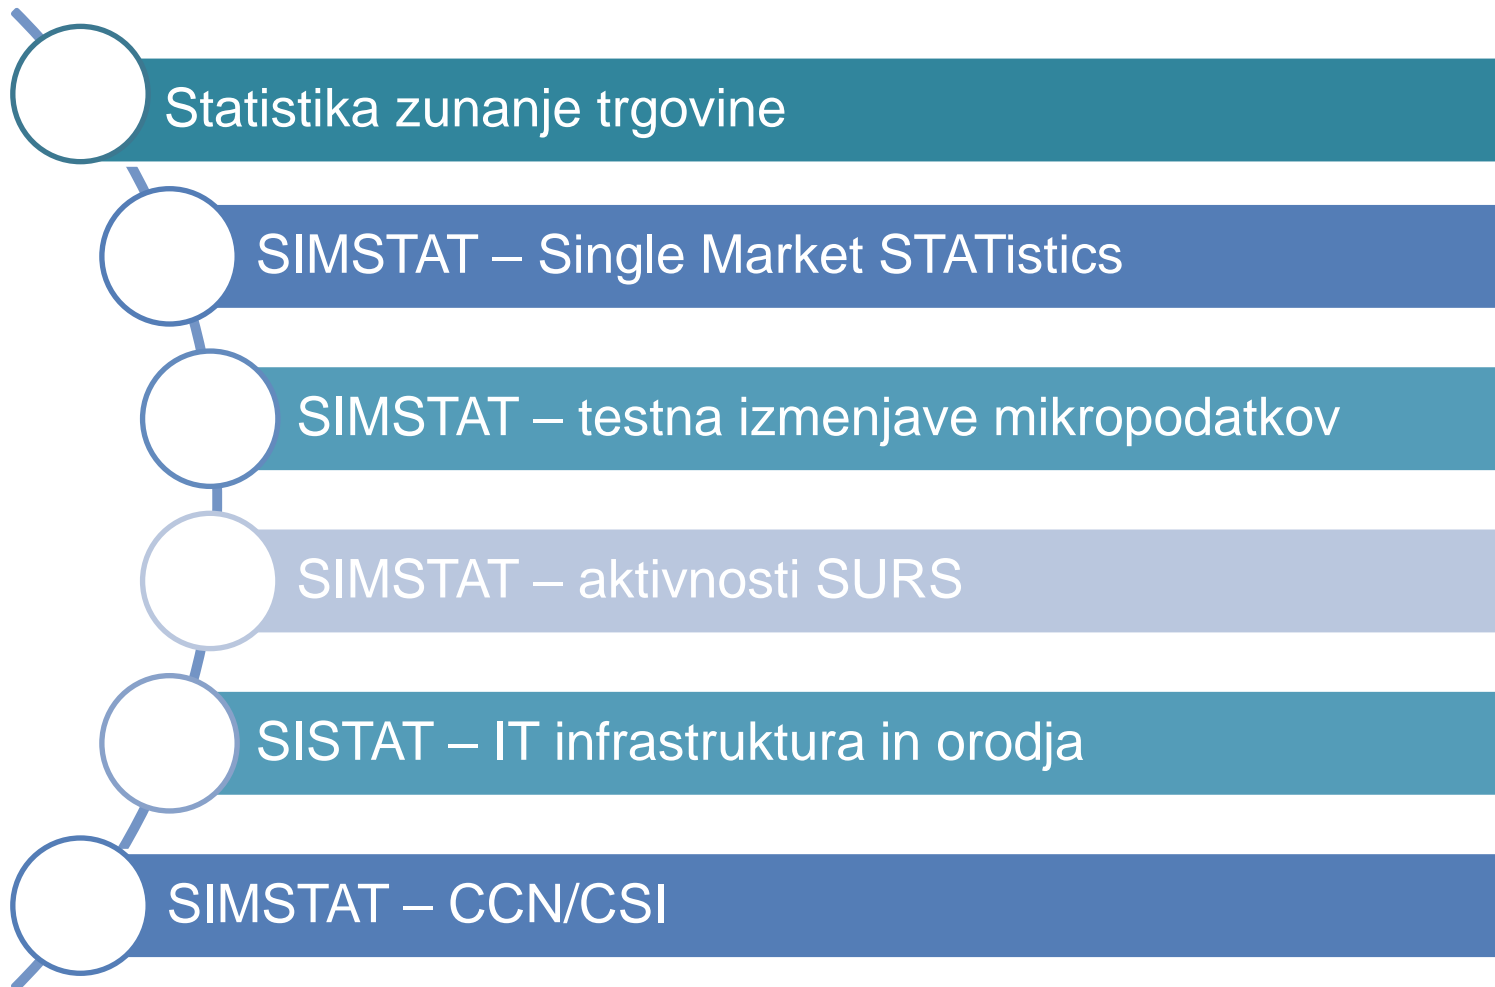 Statistika zunanje trgovine
SIMSTAT – Single Market STATistics
SIMSTAT – testna izmenjave mikropodatkov
SIMSTAT – aktivnosti SURS
SISTAT – IT infrastruktura in orodja
SIMSTAT – CCN/CSI